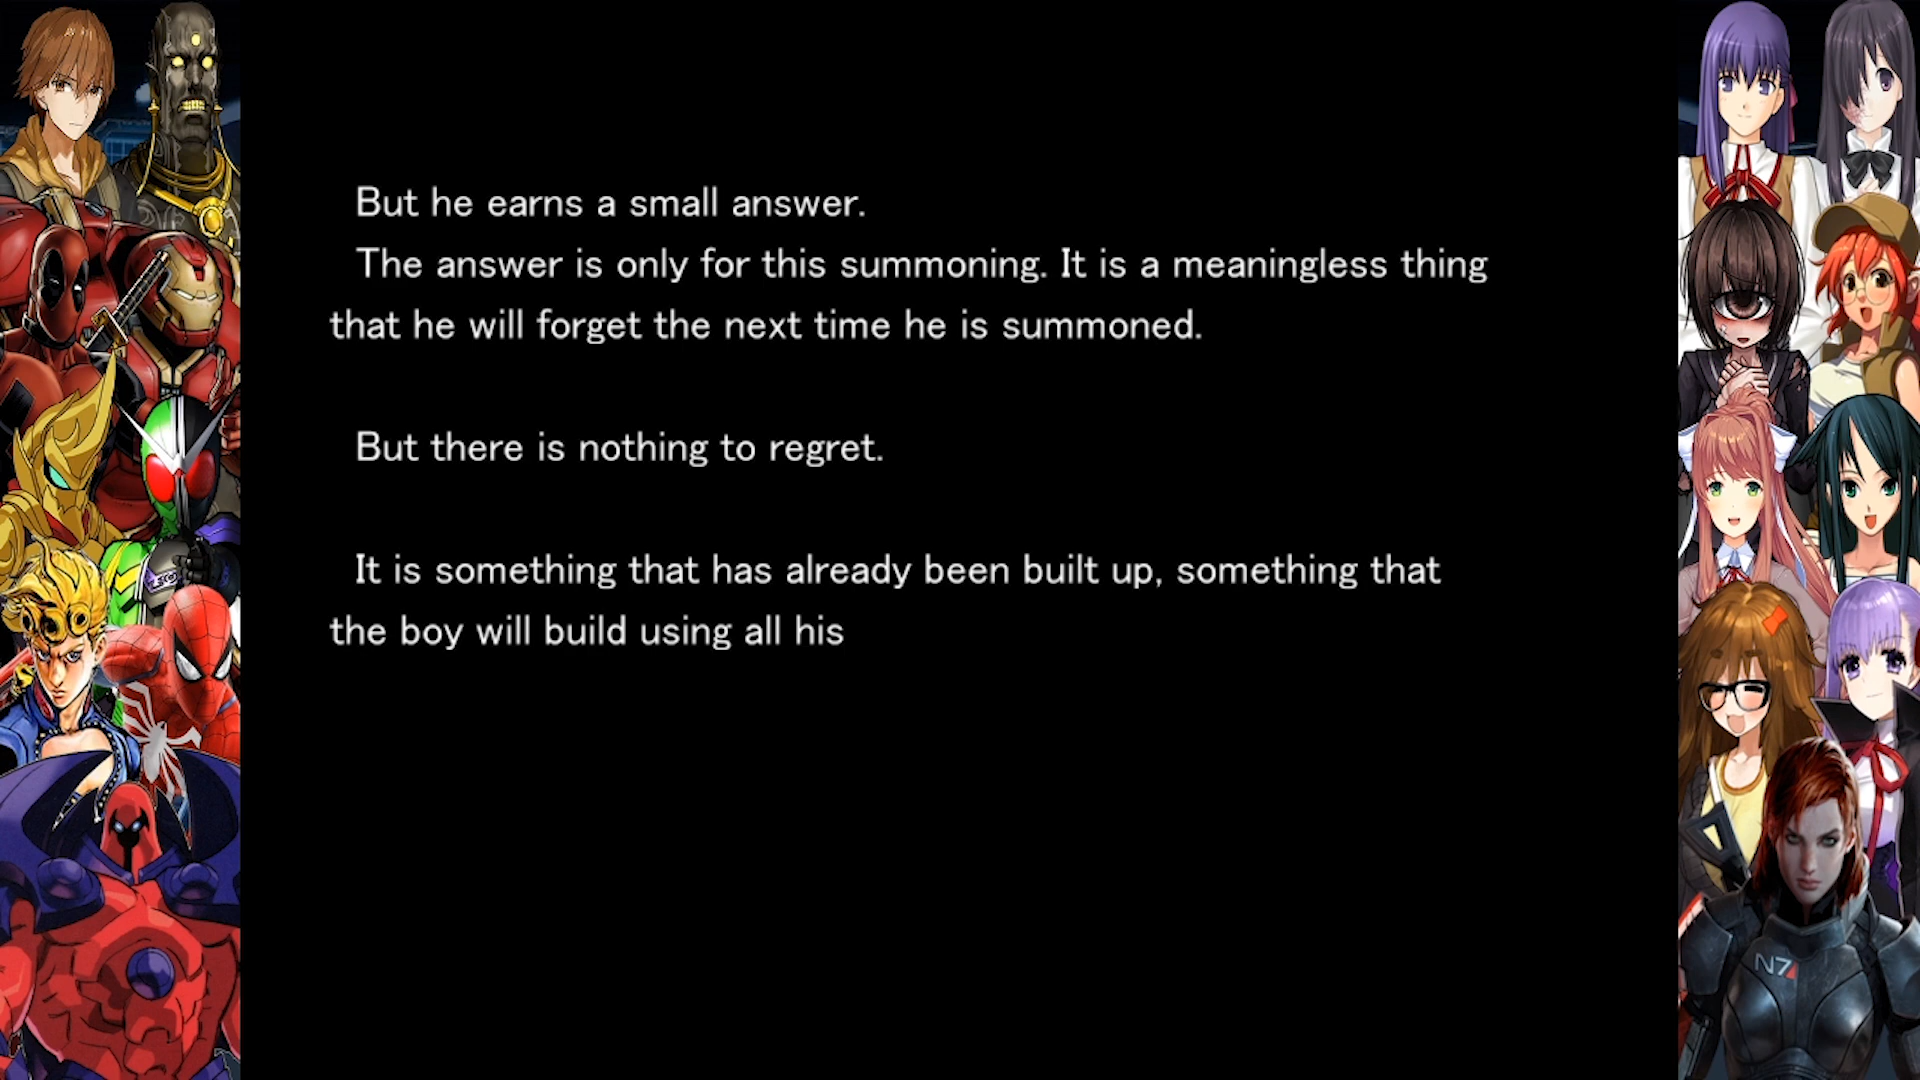 But he earns a small answer.
The answer is only for this summoning. It is a meaningless thing
that he will forget the next time he is summoned.
But there is nothing to regret.
It is something that has already been built up, something that
the boy will build using all his
N7